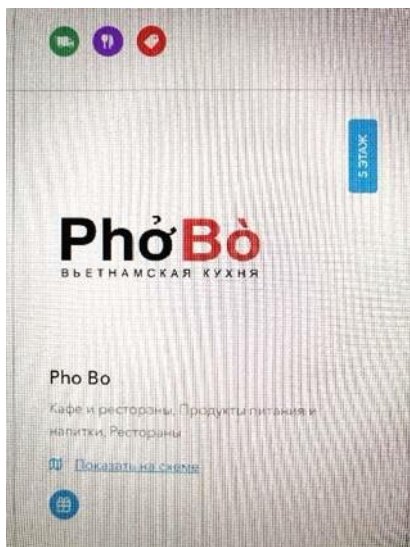 5 ЭТАЖ
PhởBò
ВЬЕТНАМСКАЯ КУХНЯ
Pho Bo
Кафе и рестораны, Продукты питания и
напитки, Рестораны
Показать на схеме